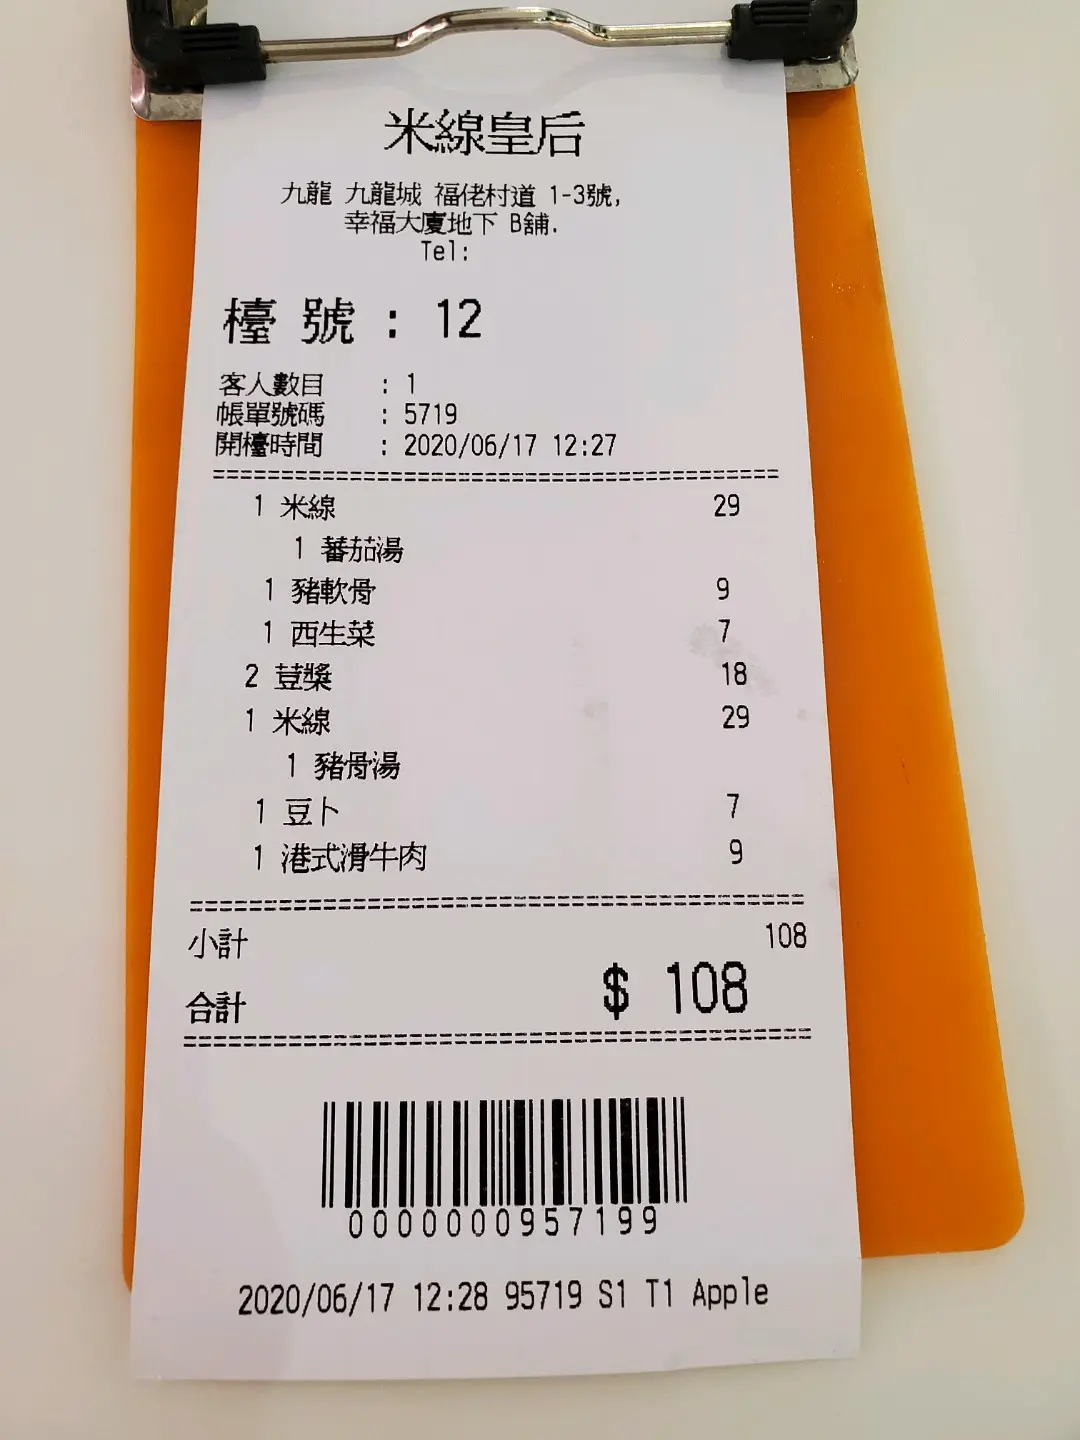 米線皇后
九龍 九龍城 福佬村道 1-3號,
幸福大廈地下 B舖.
Tel:
檯 號 : 12
客人數目 : 1
帳單號碼 : 5719
開檯時間 : 2020/06/17 12:27
1 米線 29
1 蕃茄湯
1 豬軟骨 9
1 西生菜 7
2 荳漿 18
1 米線 29
1 豬骨湯
1 豆卜 7
1 港式滑牛肉 9
小計 108
合計 $ 108
0000000957199
2020/06/17 12:28 95719 S1 T1 Apple